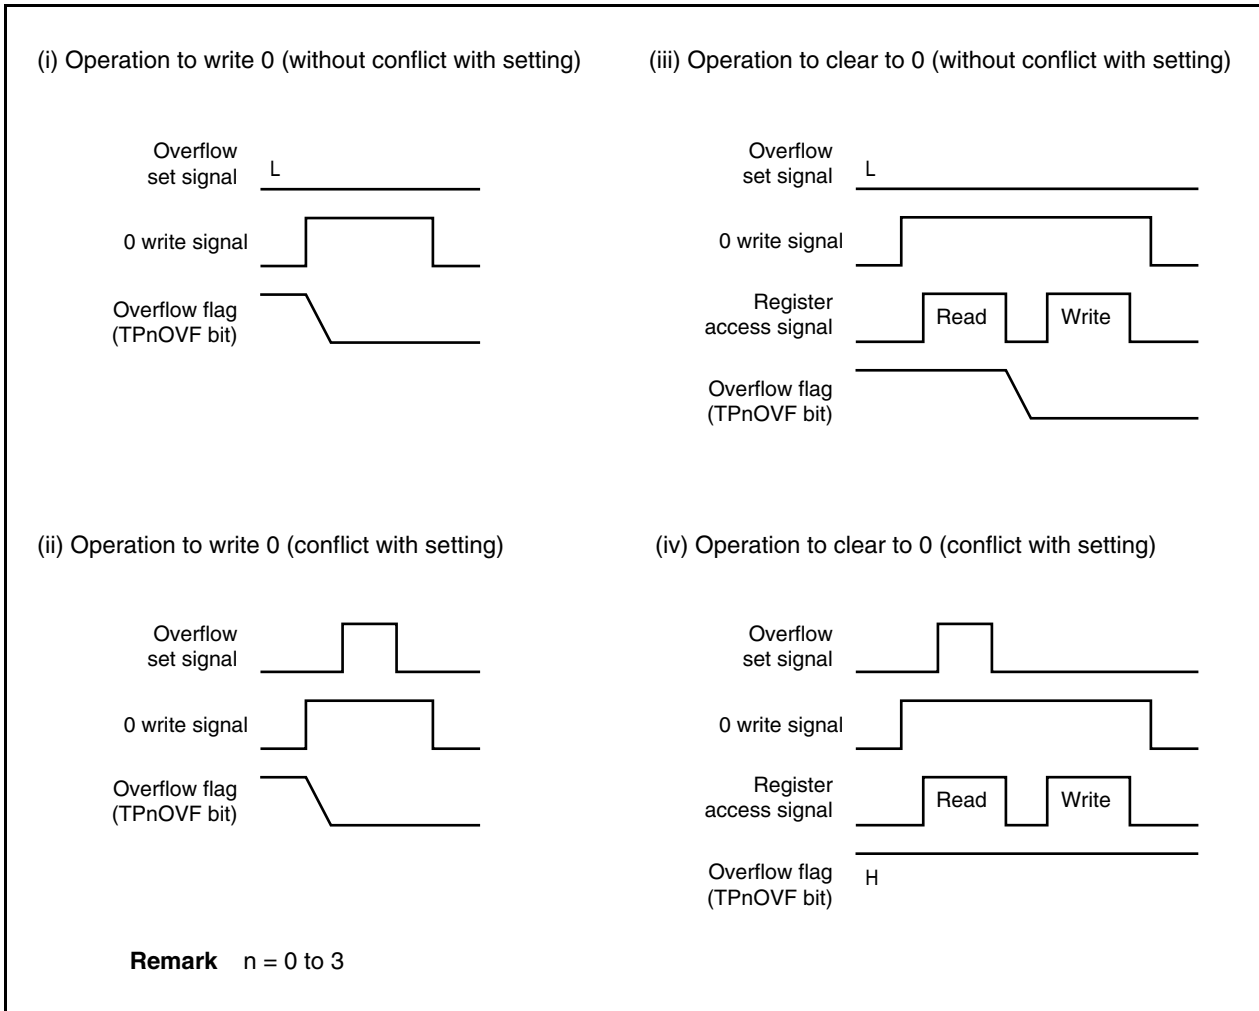 (i) Operation to write 0 (without conflict with setting)
Overflow
set signal
L
0 write signal
Overflow flag
(TPnOVF bit)
(iii) Operation to clear to 0 (without conflict with setting)
Overflow
set signal
L
0 write signal
Register
access signal
Read
Write
Overflow flag
(TPnOVF bit)
(ii) Operation to write 0 (conflict with setting)
Overflow
set signal
0 write signal
Overflow flag
(TPnOVF bit)
(iv) Operation to clear to 0 (conflict with setting)
Overflow
set signal
0 write signal
Register
access signal
Read
Write
Overflow flag
(TPnOVF bit)
H
Remark n = 0 to 3